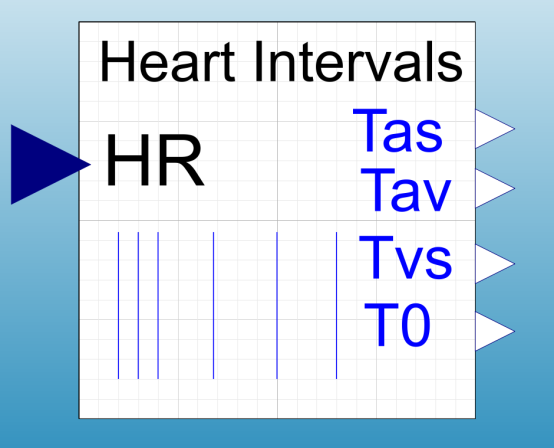 Heart Intervals
HR
Tas
Tav
Tvs
T0